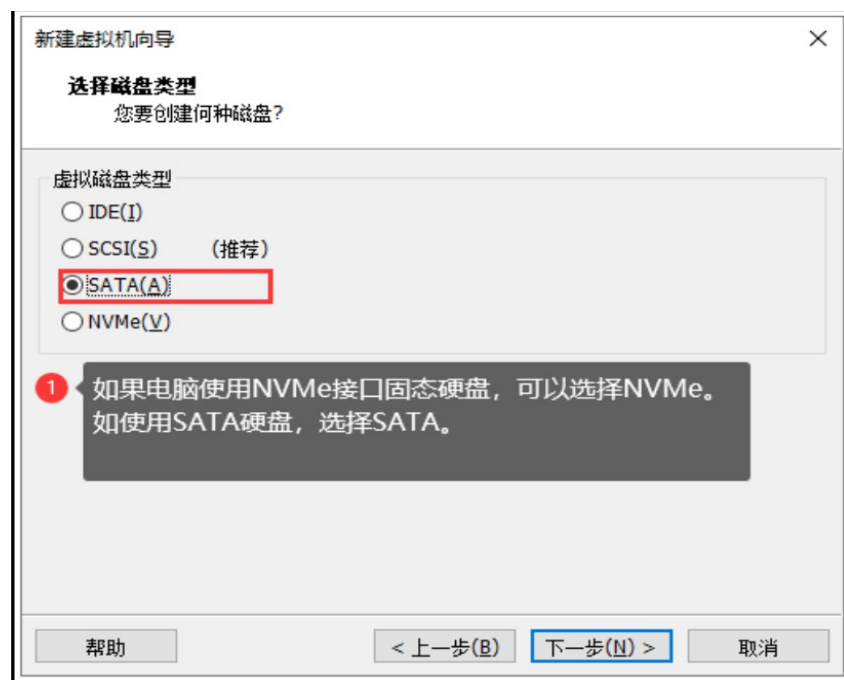 新建虚拟机向导
选择磁盘类型
您要创建何种磁盘?
虚拟磁盘类型
IDE(I)
SCSI(S) (推荐)
SATA(A)
NVMe(V)
1
如果电脑使用NVMe接口固态硬盘，可以选择NVMe。
如使用SATA硬盘，选择SATA。
帮助 < 上一步(B) 下一步(N) > 取消